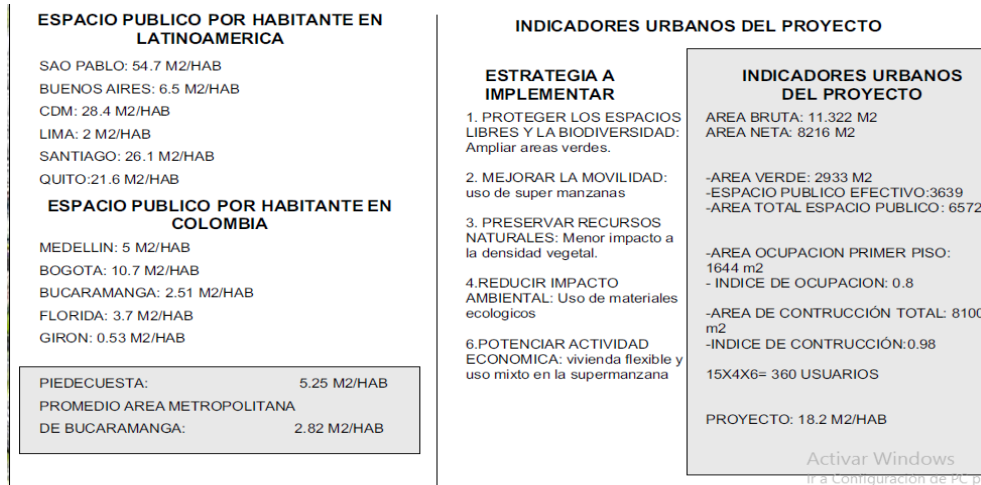 ESPACIO PUBLICO POR HABITANTE EN
LATINOAMERICA
SAO PABLO: 54.7 M2/HAB
BUENOS AIRES: 6.5 M2/HAB
CDM: 28.4 M2/HAB
LIMA: 2 M2/HAB
SANTIAGO: 26.1 M2/HAB
QUITO:21.6 M2/HAB
ESPACIO PUBLICO POR HABITANTE EN
COLOMBIA
MEDELLIN: 5 M2/HAB
BOGOTA: 10.7 M2/HAB
BUCARAMANGA: 2.51 M2/HAB
FLORIDA: 3.7 M2/HAB
GIRON: 0.53 M2/HAB
PIEDECUESTA: 5.25 M2/HAB
PROMEDIO AREA METROPOLITANA
DE BUCARAMANGA: 2.82 M2/HAB
INDICADORES URBANOS DEL PROYECTO
ESTRATEGIA A
IMPLEMENTAR
1. PROTEGER LOS ESPACIOS
LIBRES Y LA BIODIVERSIDAD:
Ampliar areas verdes.
2. MEJORAR LA MOVILIDAD:
uso de super manzanas
3. PRESERVAR RECURSOS
NATURALES: Menor impacto a
la densidad vegetal.
4.REDUCIR IMPACTO
AMBIENTAL: Uso de materiales
ecologicos
6.POTENCIAR ACTIVIDAD
ECONOMICA: vivienda flexible y
uso mixto en la supermanzana
INDICADORES URBANOS
DEL PROYECTO
AREA BRUTA: 11.322 M2
AREA NETA: 8216 M2
-AREA VERDE: 2933 M2
-ESPACIO PUBLICO EFECTIVO:3639
-AREA TOTAL ESPACIO PUBLICO: 6572
-AREA OCUPACION PRIMER PISO:
1644 m2
- INDICE DE OCUPACION: 0.8
-AREA DE CONTRUCCIÓN TOTAL: 8100
m2
-INDICE DE CONTRUCCIÓN:0.98
15X4X6= 360 USUARIOS
PROYECTO: 18.2 M2/HAB
Activar Windows
Ir a Configuración de PC p